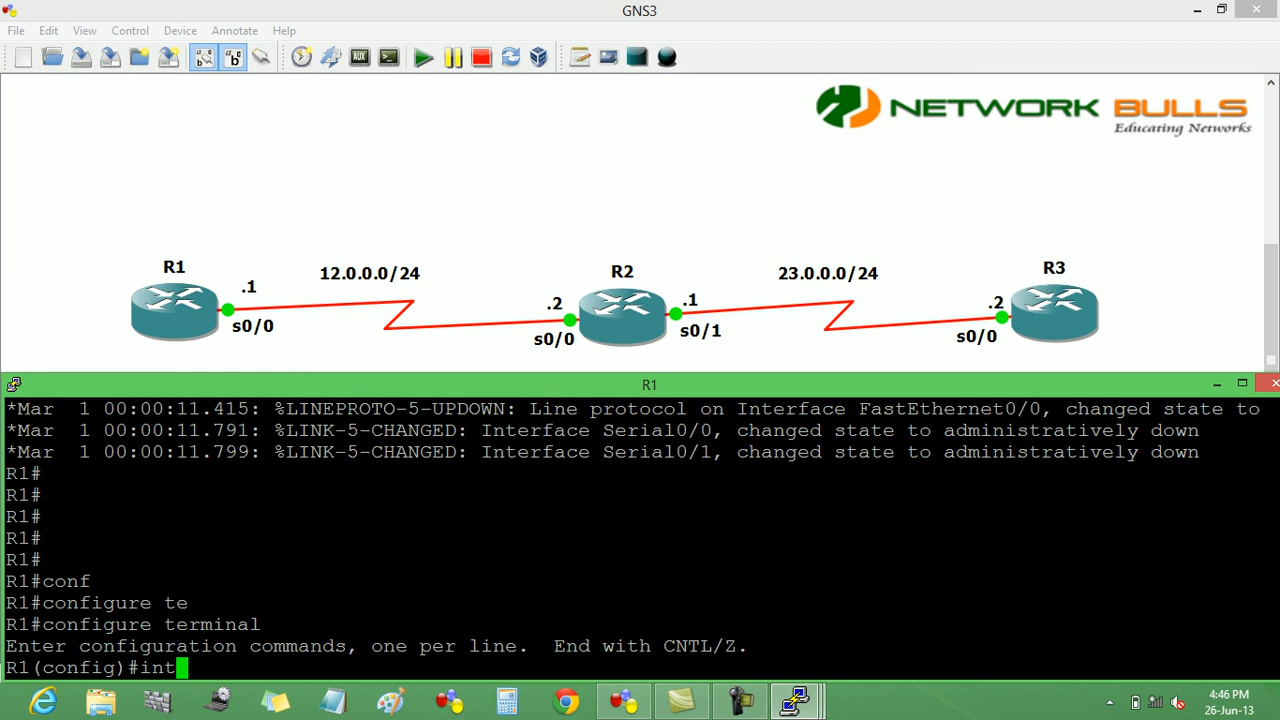 GNS3
File Edit View Control Device Annotate Help
NETWORK BULLS
Educating Networks
R1
.1
s0/0
12.0.0.0/24
.2
s0/0
R2
.1
s0/1
23.0.0.0/24
.2
s0/0
R3
R1
*Mar  1 00:00:11.415: %LINEPROTO-5-UPDOWN: Line protocol on Interface FastEthernet0/0, changed state to
*Mar  1 00:00:11.791: %LINK-5-CHANGED: Interface Serial0/0, changed state to administratively down
*Mar  1 00:00:11.799: %LINK-5-CHANGED: Interface Serial0/1, changed state to administratively down
R1#
R1#
R1#
R1#
R1#
R1#conf
R1#configure te
R1#configure terminal
Enter configuration commands, one per line.  End with CNTL/Z.
R1(config)#int
4:46 PM
26-Jun-13